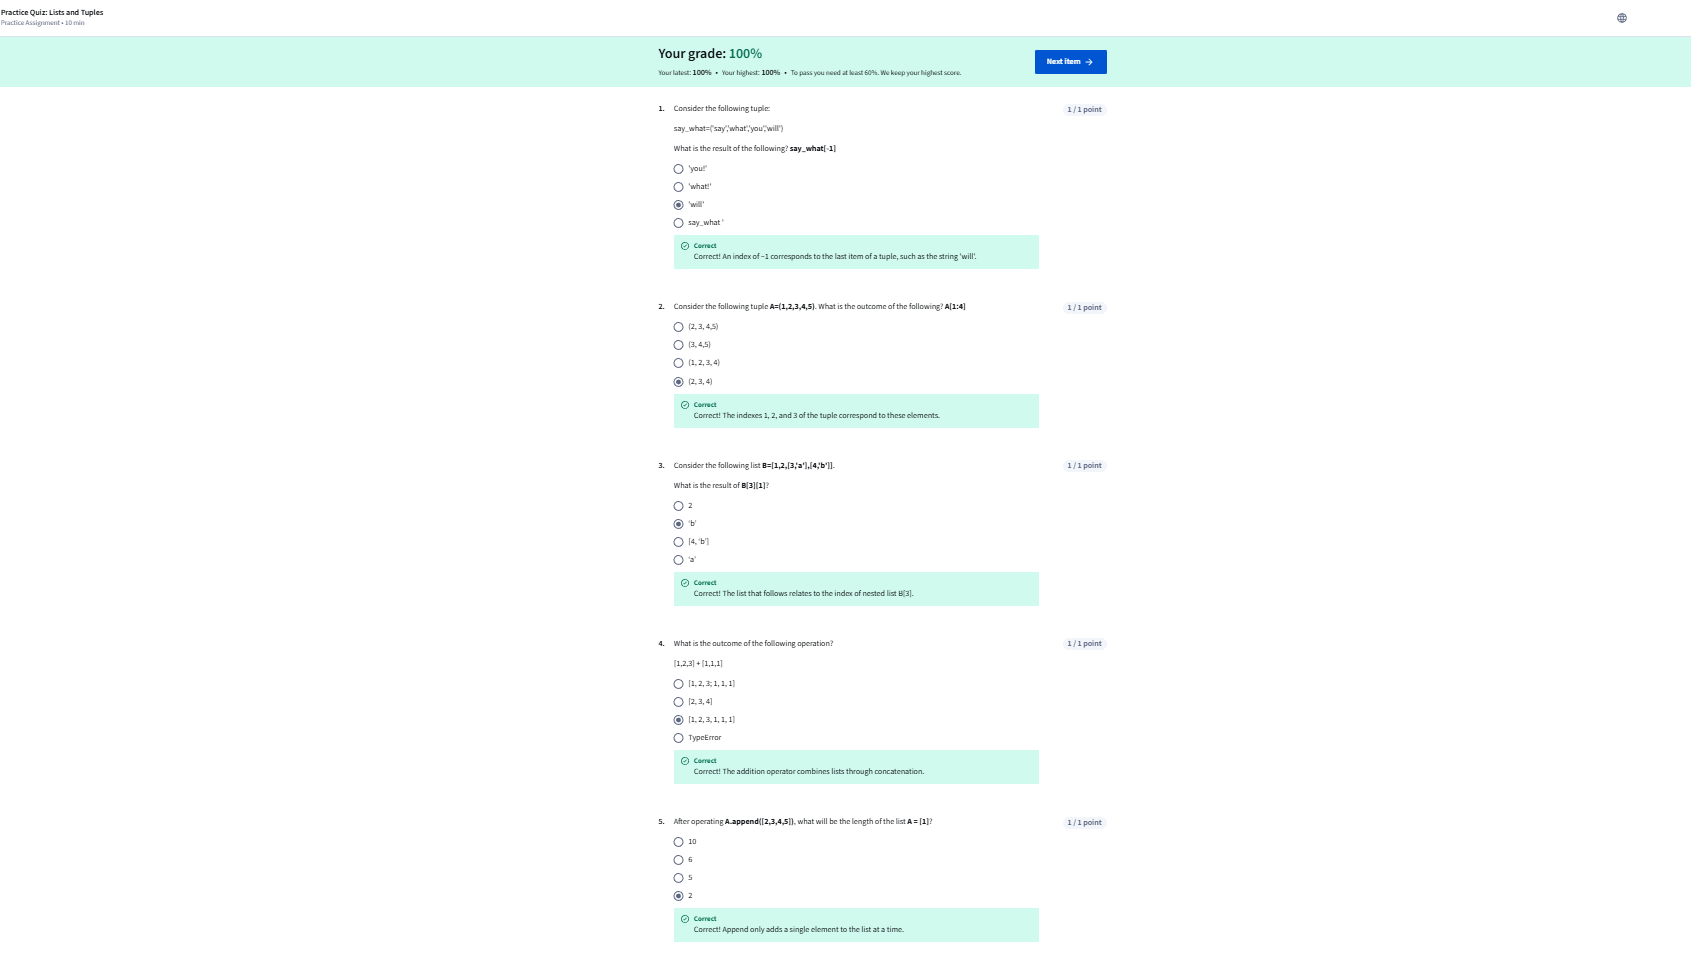 Practice Quiz: Lists and Tuples
Practice Assignment • 10 min
Your grade: 100%
Your latest: 100% • Your highest: 100% • To pass you need at least 60%. We keep your highest score.
Next item →
1. Consider the following tuple:
1 / 1 point
say_what=('say','what','you','will')
What is the result of the following? say_what[-1]
'you!'
'what!'
'will'
say_what '
Correct
Correct! An index of −1 corresponds to the last item of a tuple, such as the string 'will'.
2. Consider the following tuple A=(1,2,3,4,5). What is the outcome of the following? A[1:4]
1 / 1 point
(2, 3, 4,5)
(3, 4,5)
(1, 2, 3, 4)
(2, 3, 4)
Correct
Correct! The indexes 1, 2, and 3 of the tuple correspond to these elements.
3. Consider the following list B=[1,2,[3,'a'],[4,'b']].
1 / 1 point
What is the result of B[3][1]?
2
'b'
[4, 'b']
'a'
Correct
Correct! The list that follows relates to the index of nested list B[3].
4. What is the outcome of the following operation?
1 / 1 point
[1,2,3] + [1,1,1]
[1, 2, 3; 1, 1, 1]
[2, 3, 4]
[1, 2, 3, 1, 1, 1]
TypeError
Correct
Correct! The addition operator combines lists through concatenation.
5. After operating A.append([2,3,4,5]), what will be the length of the list A = [1]?
1 / 1 point
10
6
5
2
Correct
Correct! Append only adds a single element to the list at a time.